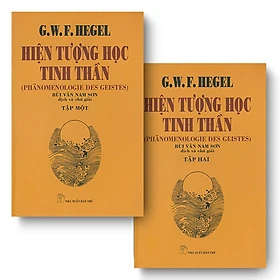 G.W.F. HEGEL
HIỆN TƯỢNG HỌC
TINH THẦN
(PHÄNOMENOLOGIE DES GEISTES)
BÙI VĂN NAM SƠN
dịch và chú giải
TẬP MỘT
NHÀ XUẤT BẢN TRẺ
G.W.F. HEGEL
HIỆN TƯỢNG HỌC
TINH THẦN
(PHÄNOMENOLOGIE DES GEISTES)
BÙI VĂN NAM SƠN
dịch và chú giải
TẬP HAI
NHÀ XUẤT BẢN TRẺ